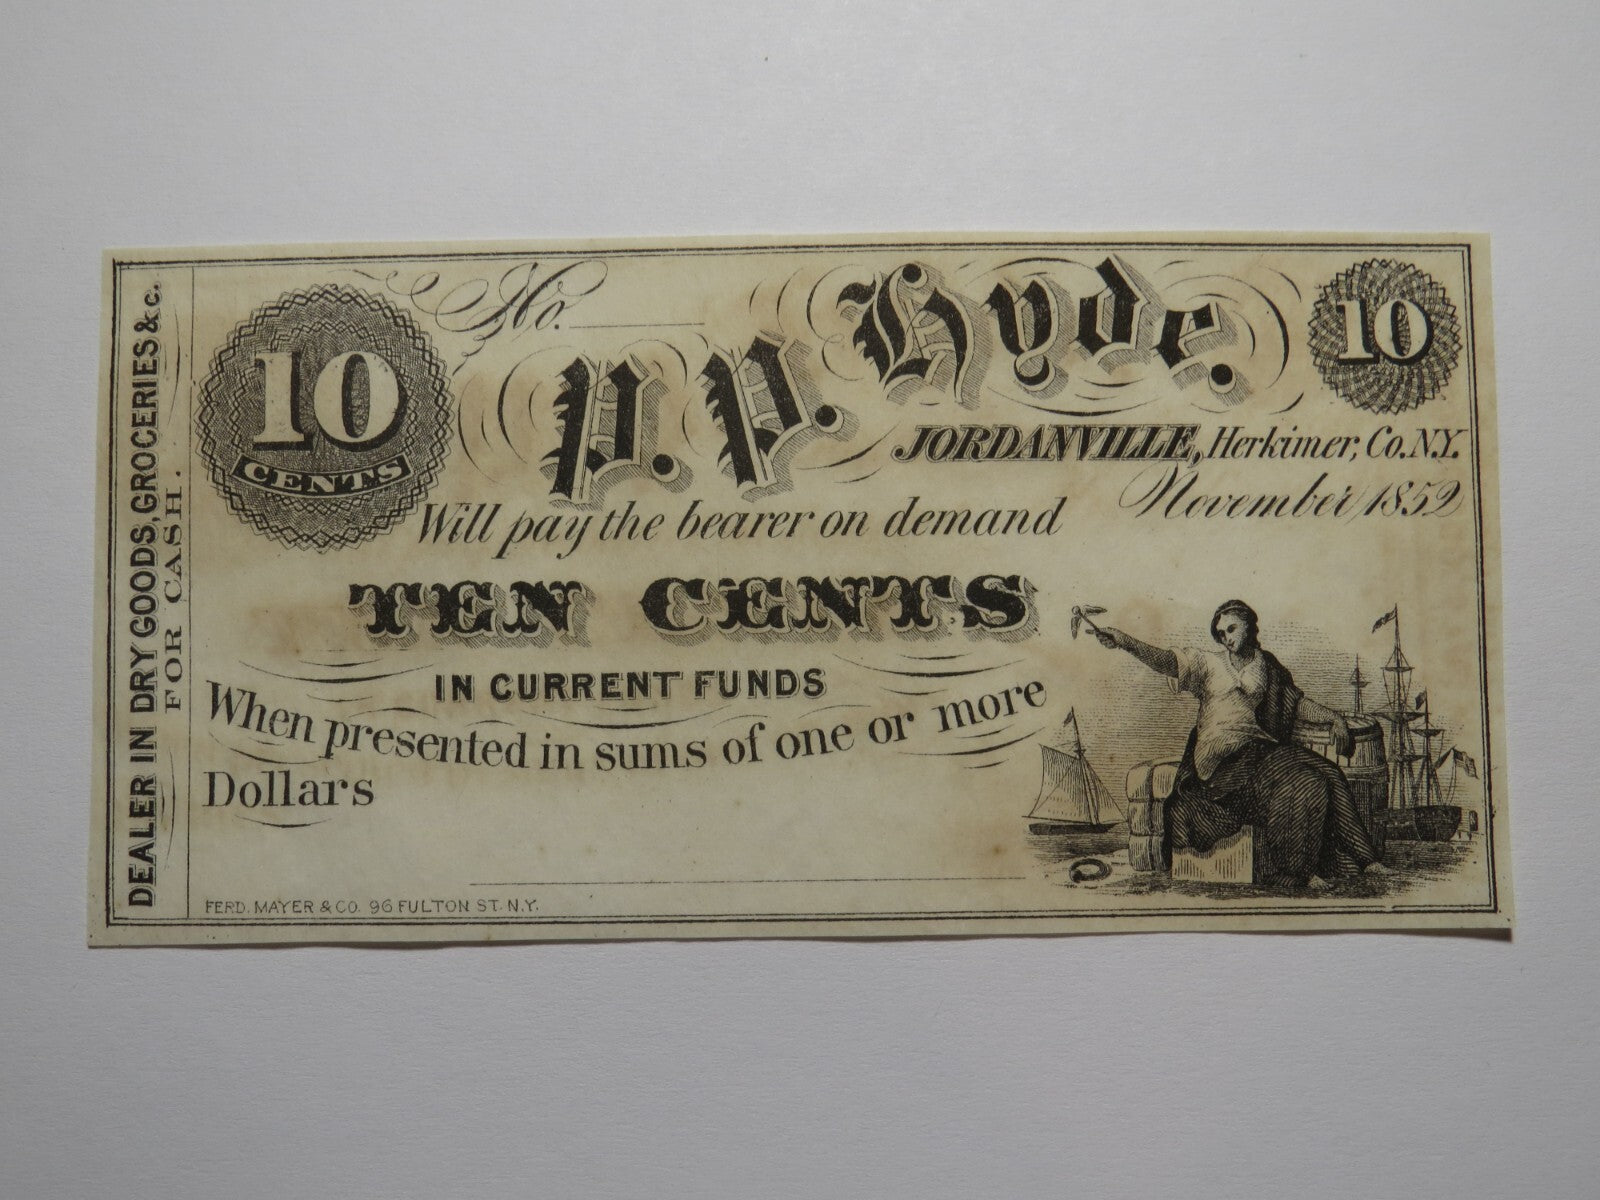 DEALER IN DRY GOODS, GROCERIES & c.
FOR CASH.
10
CENTS
No.
P. P. Hyde.
10
JORDANVILLE, Herkimer, Co. N.Y.
November 1852
Will pay the bearer on demand
TEN CENTS
IN CURRENT FUNDS
When presented in sums of one or more
Dollars
FERD. MAYER & CO. 96 FULTON ST. N.Y.